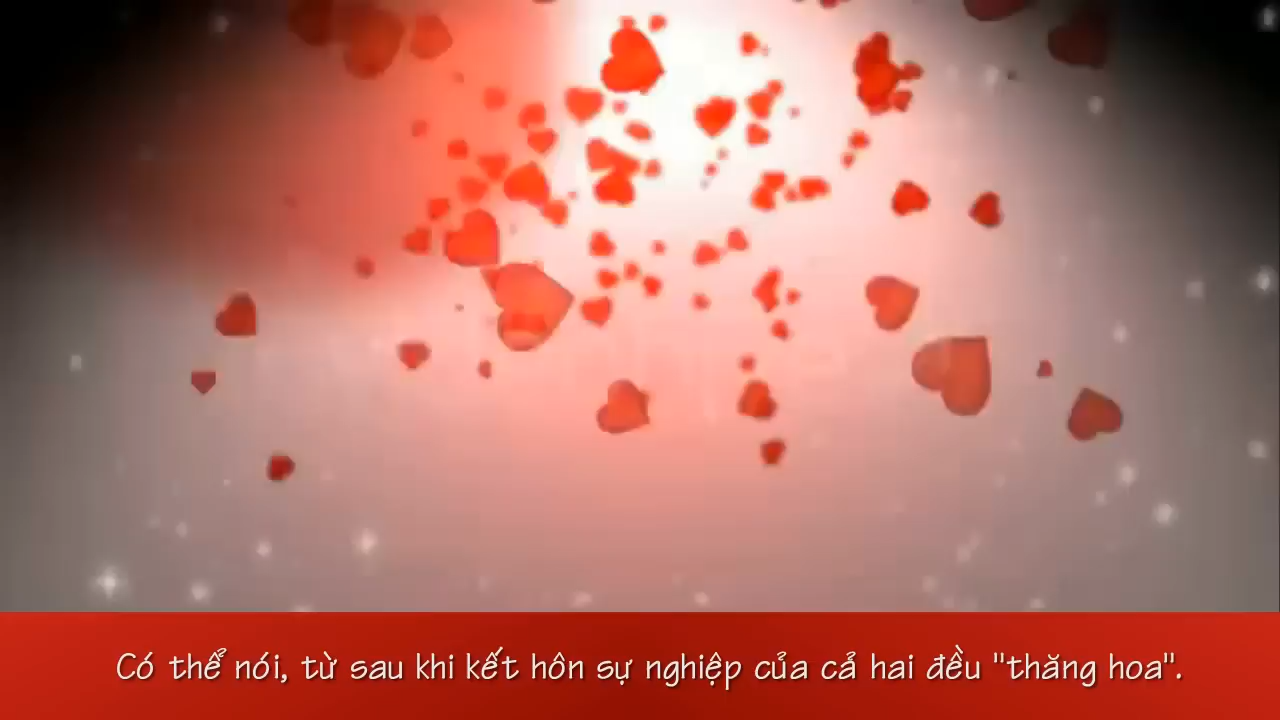 Có thể nói, từ sau khi kết hôn sự nghiệp của cả hai đều "thăng hoa".